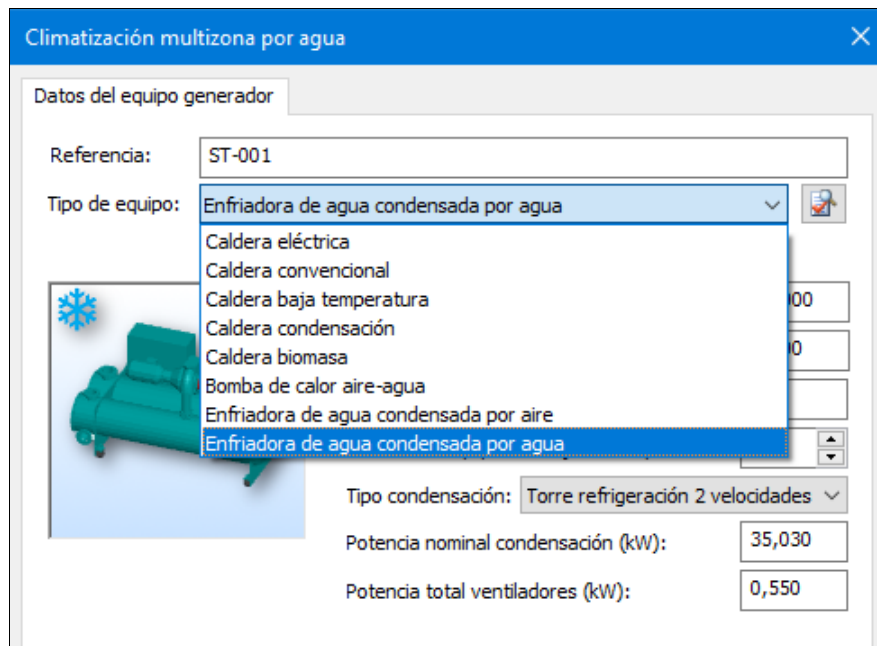 Climatización multizona por agua
Datos del equipo generador
Referencia: ST-001
Tipo de equipo: Enfriadora de agua condensada por agua
Caldera eléctrica
Caldera convencional
Caldera baja temperatura
Caldera condensación
Caldera biomasa
Bomba de calor aire-agua
Enfriadora de agua condensada por aire
Enfriadora de agua condensada por agua
Tipo condensación: Torre refrigeración 2 velocidades
Potencia nominal condensación (kW): 35,030
Potencia total ventiladores (kW): 0,550